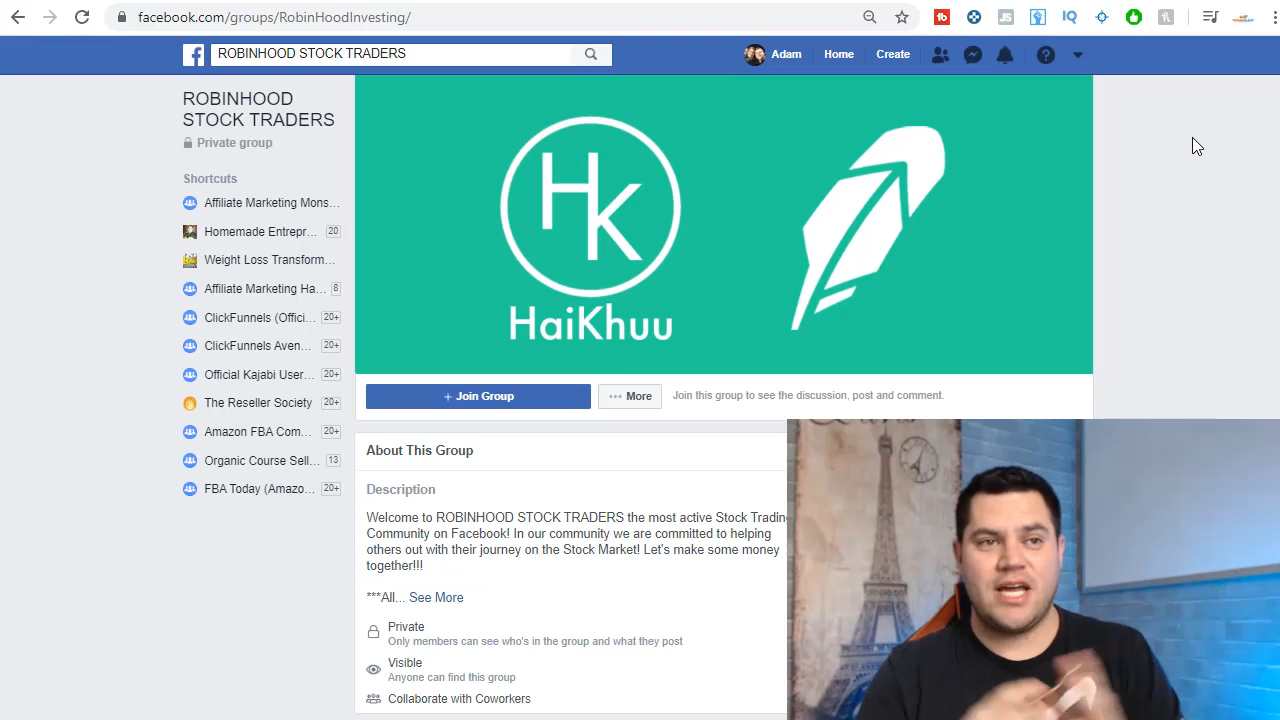 facebook.com/groups/RobinHoodInvesting/
ROBINHOOD STOCK TRADERS
Adam
Home
Create
ROBINHOOD
STOCK TRADERS
Private group
Shortcuts
Affiliate Marketing Mons...
Homemade Entrepr... 20
Weight Loss Transform...
Affiliate Marketing Ha... 8
ClickFunnels (Offici... 20+
ClickFunnels Aven... 20+
Official Kajabi User... 20+
The Reseller Society 20+
Amazon FBA Com... 20+
Organic Course Sell... 13
FBA Today (Amazo... 20+
HK
HaiKhuu
+ Join Group
••• More
Join this group to see the discussion, post and comment.
About This Group
Description
Welcome to ROBINHOOD STOCK TRADERS the most active Stock Tradin
Community on Facebook! In our community we are committed to helping
others out with their journey on the Stock Market! Let's make some money
together!!!
***All... See More
Private
Only members can see who's in the group and what they post
Visible
Anyone can find this group
Collaborate with Coworkers